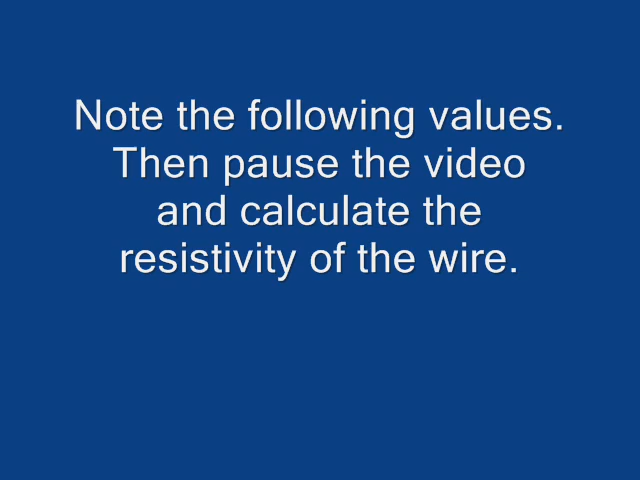 Note the following values.
Then pause the video
and calculate the
resistivity of the wire.